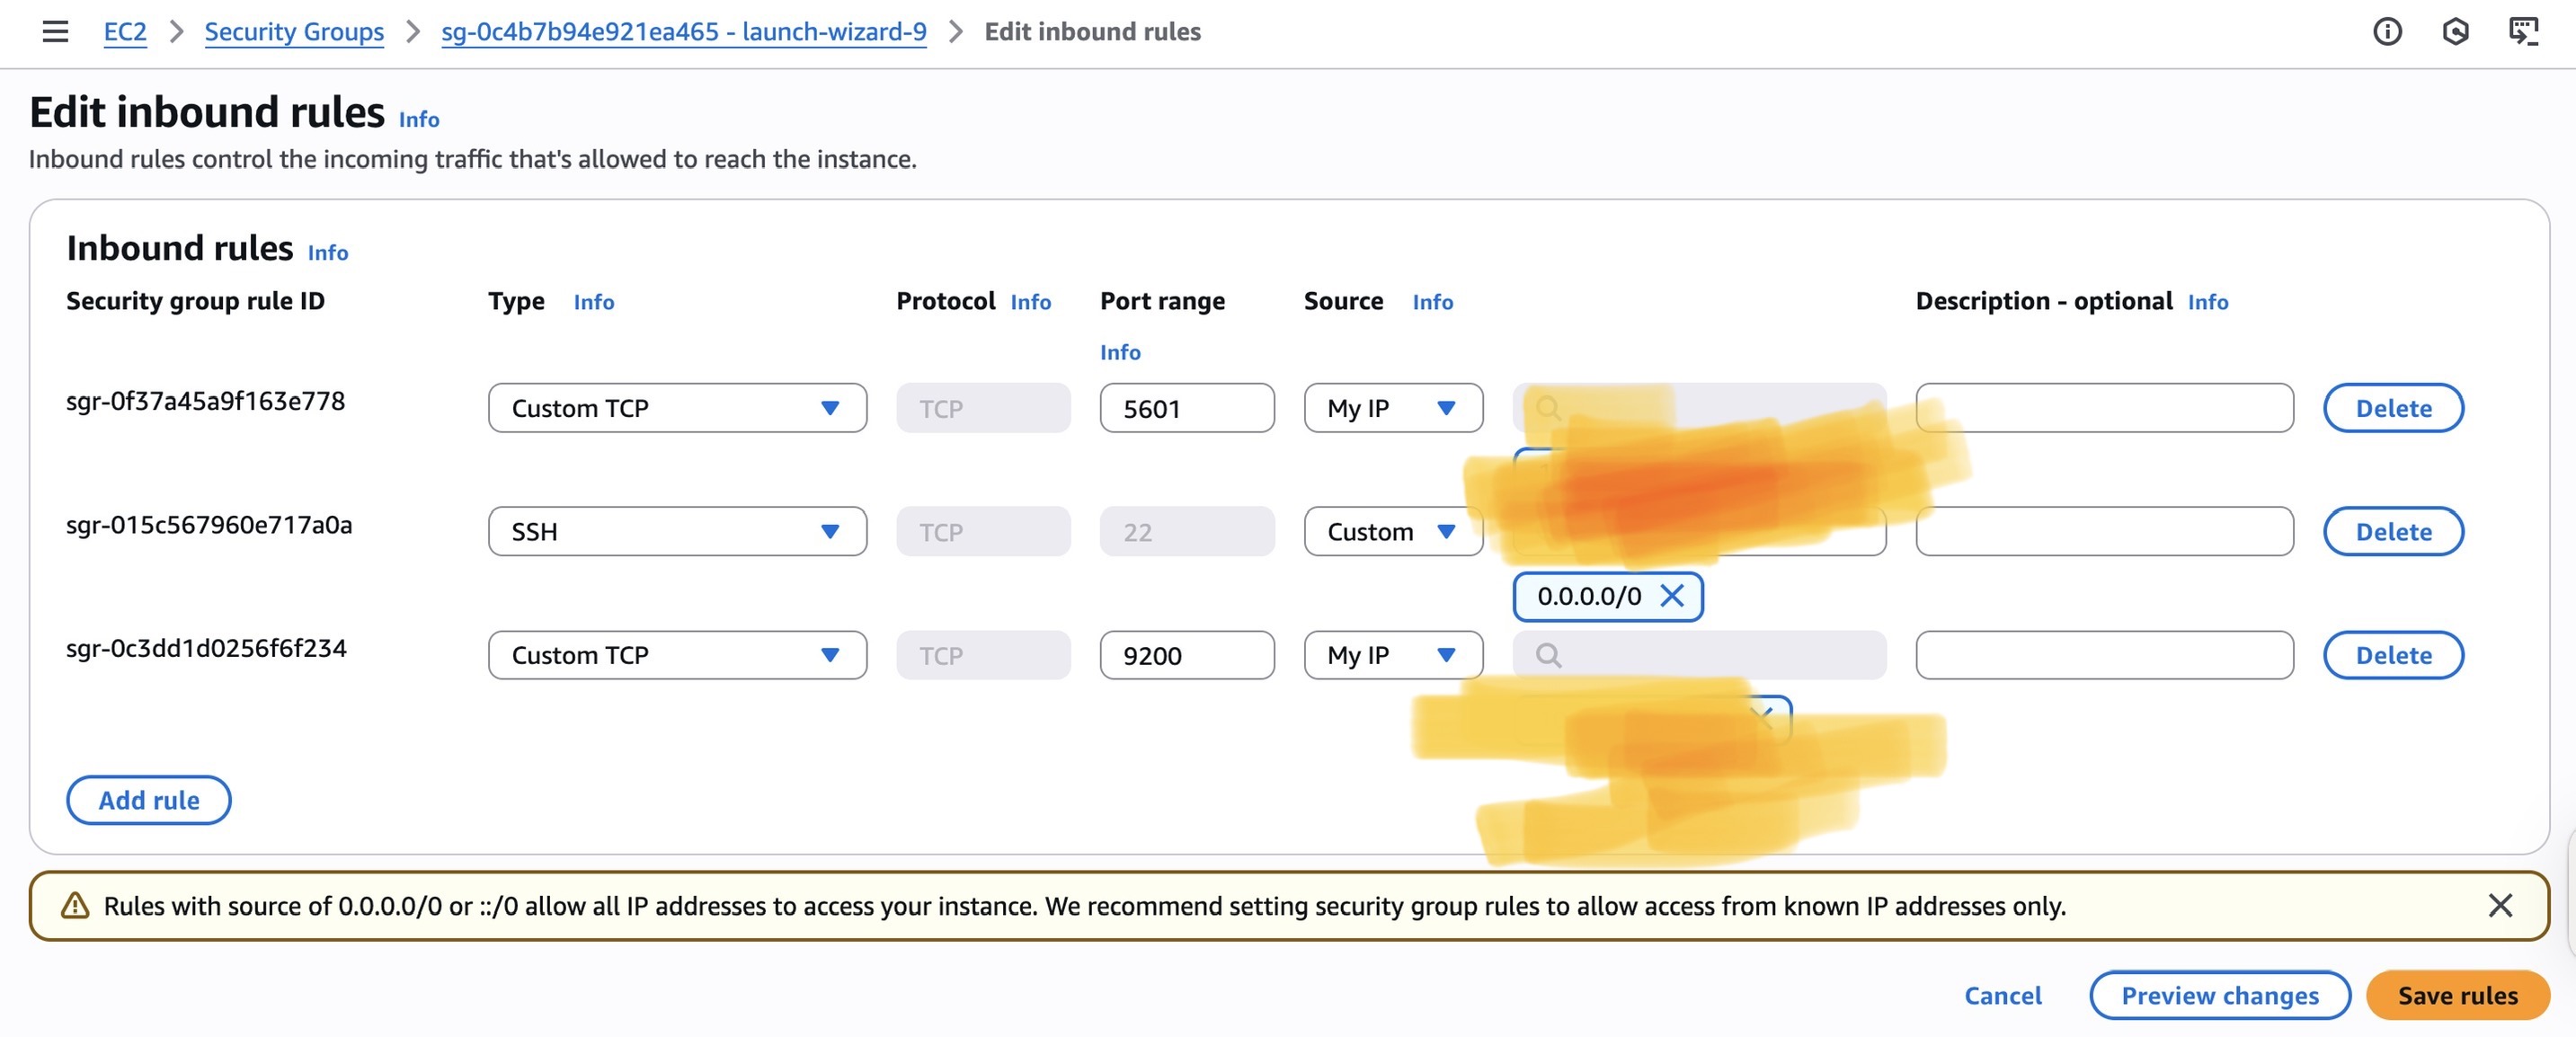 EC2 > Security Groups > sg-0c4b7b94e921ea465 - launch-wizard-9 > Edit inbound rules
Edit inbound rules Info
Inbound rules control the incoming traffic that's allowed to reach the instance.
Inbound rules Info
Security group rule ID Type Info Protocol Info Port range Source Info Description - optional Info
Info
sgr-0f37a45a9f163e778 Custom TCP TCP 5601 My IP Delete
sgr-015c567960e717a0a SSH TCP 22 Custom Delete
0.0.0.0/0
sgr-0c3dd1d0256f6f234 Custom TCP TCP 9200 My IP Delete
Add rule
Rules with source of 0.0.0.0/0 or ::/0 allow all IP addresses to access your instance. We recommend setting security group rules to allow access from known IP addresses only.
Cancel Preview changes Save rules